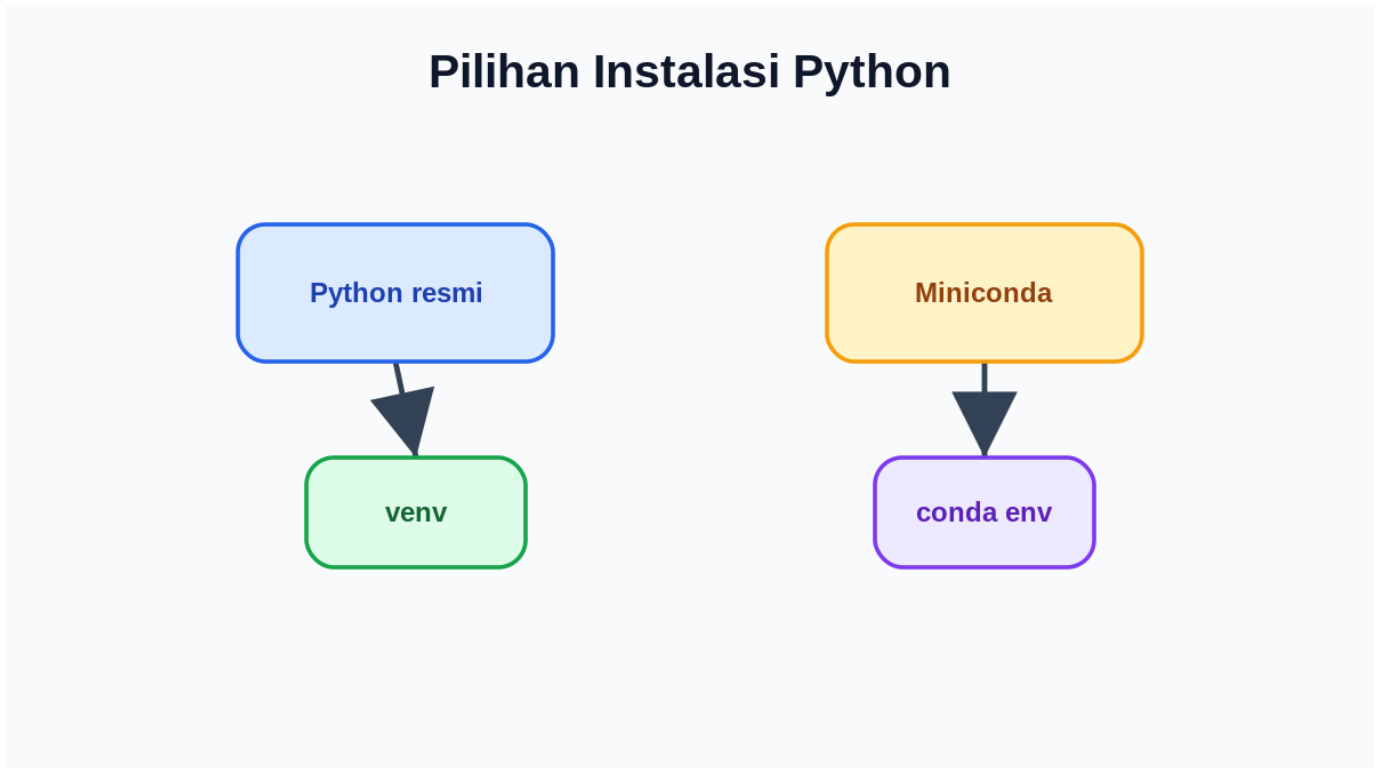 Pilihan Instalasi Python
Python resmi
Miniconda
venv
conda env